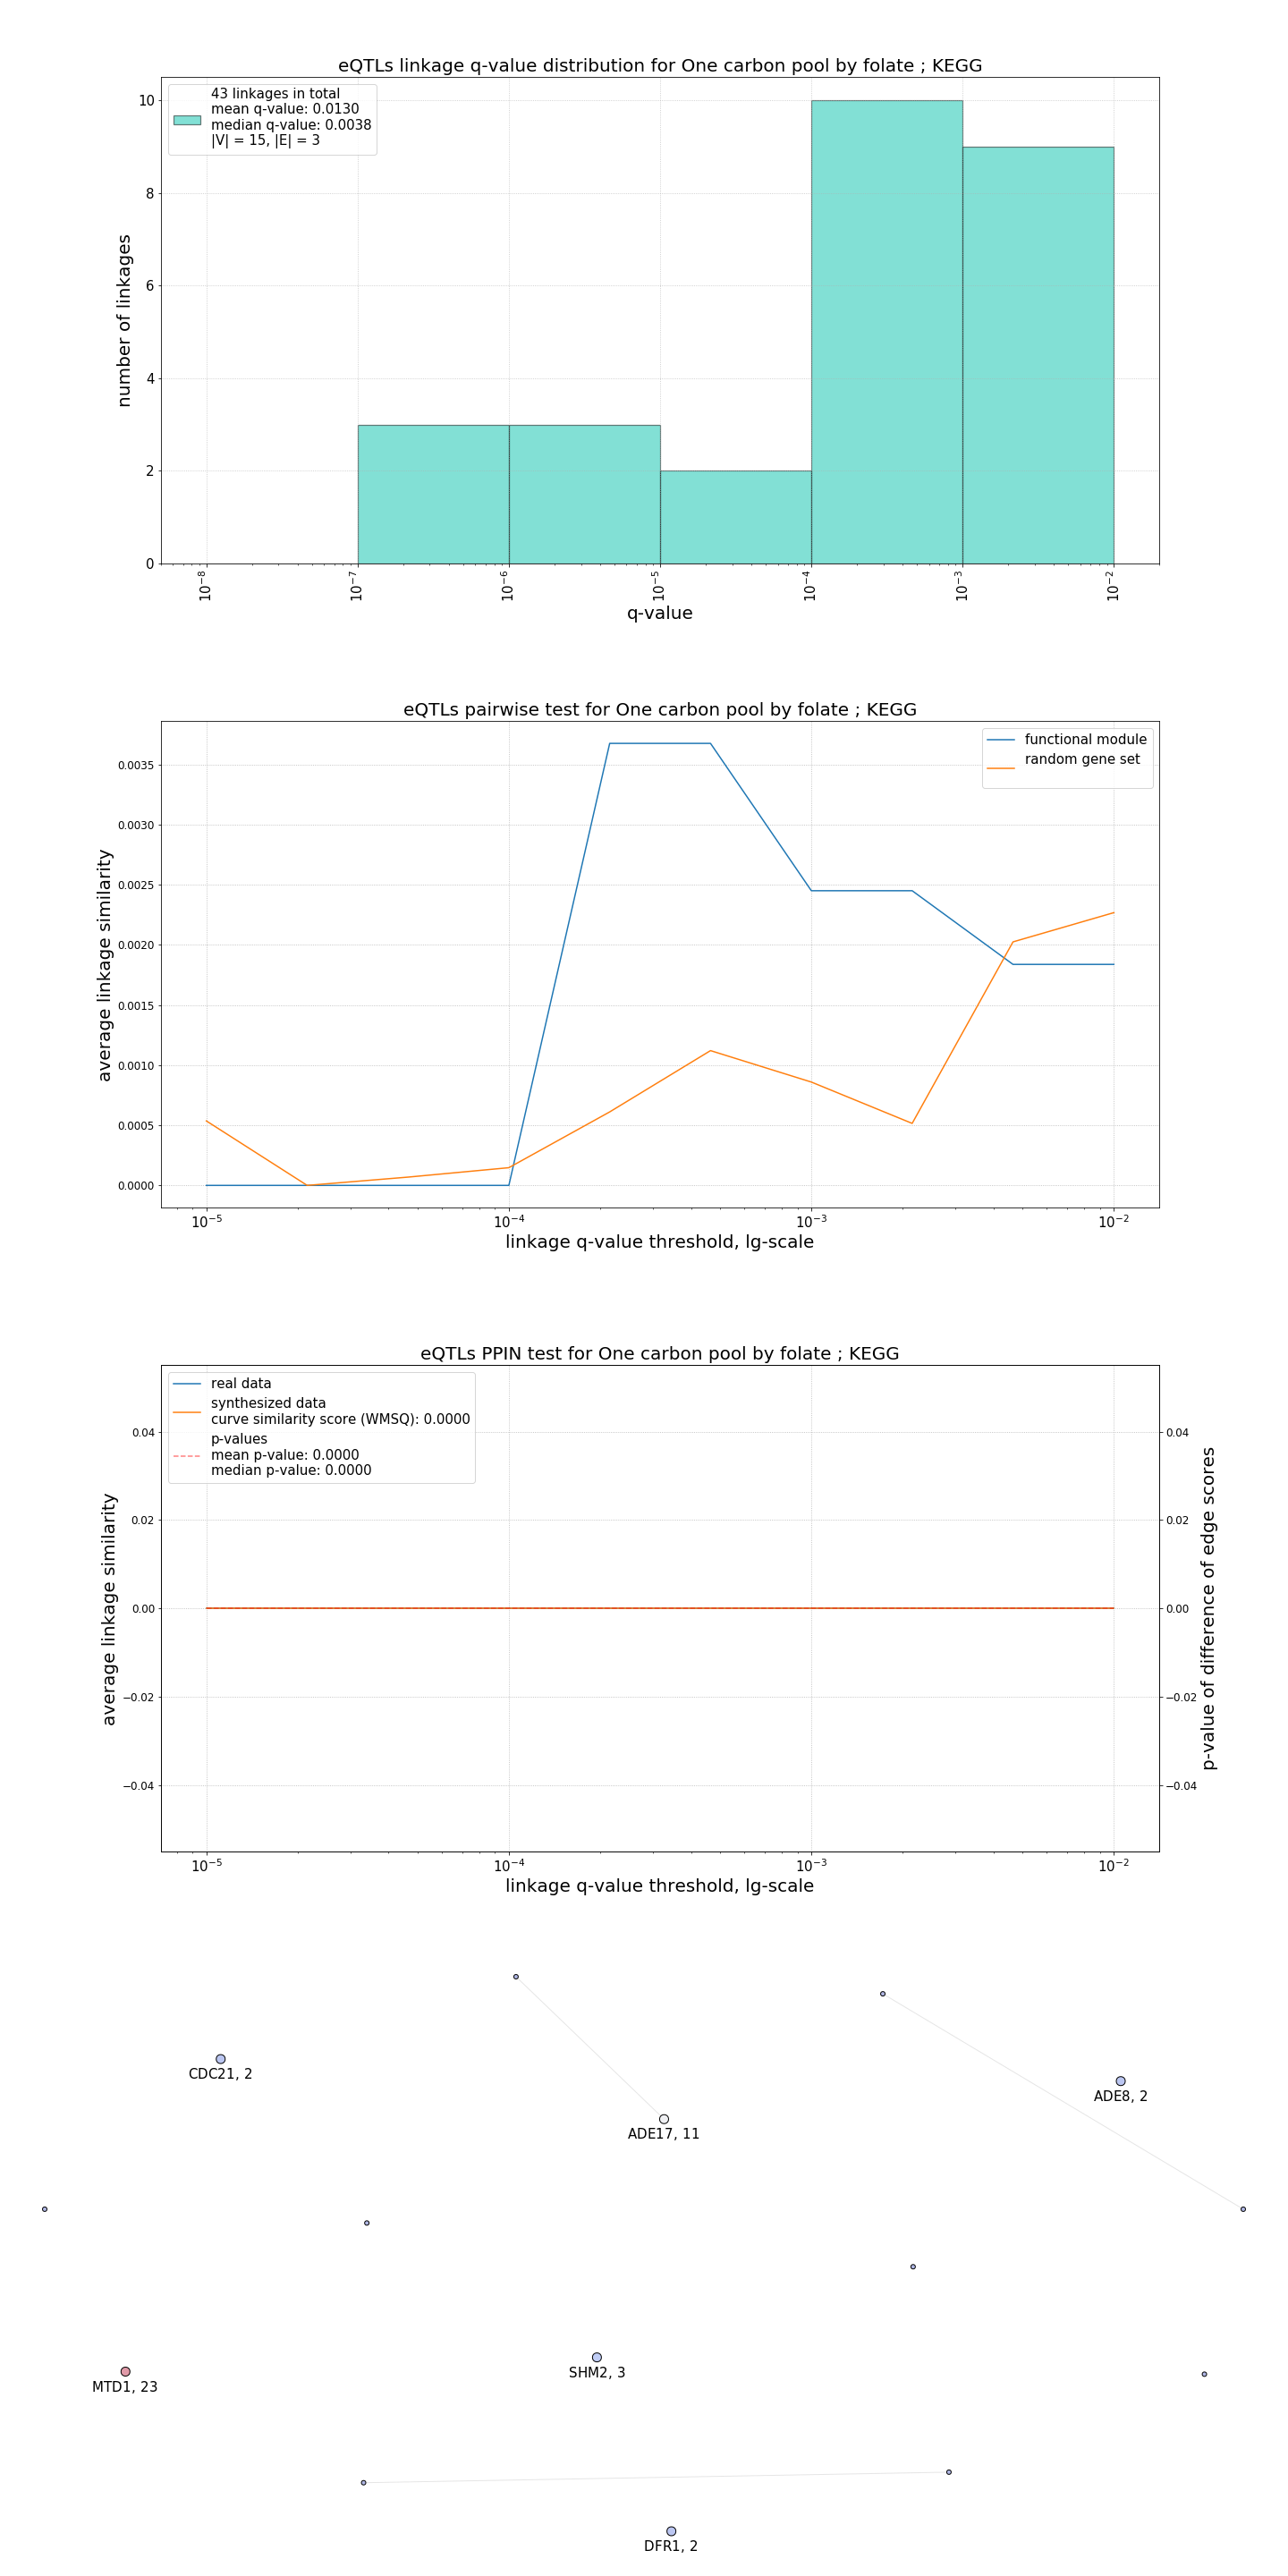 eQTLs linkage q-value distribution for One carbon pool by folate ; KEGG
43 linkages in total
mean q-value: 0.0130
median q-value: 0.0038
|V| = 15, |E| = 3
number of linkages
10
8
6
4
2
0
10⁻⁸ 10⁻⁷ 10⁻⁶ 10⁻⁵ 10⁻⁴ 10⁻³ 10⁻²
q-value
eQTLs pairwise test for One carbon pool by folate ; KEGG
functional module
random gene set
average linkage similarity
0.0035
0.0030
0.0025
0.0020
0.0015
0.0010
0.0005
0.0000
10⁻⁵ 10⁻⁴ 10⁻³ 10⁻²
linkage q-value threshold, lg-scale
eQTLs PPIN test for One carbon pool by folate ; KEGG
real data
synthesized data
curve similarity score (WMSQ): 0.0000
p-values
mean p-value: 0.0000
median p-value: 0.0000
average linkage similarity
0.04
0.02
0.00
−0.02
−0.04
0.04
0.02
0.00
−0.02
−0.04
p-value of difference of edge scores
10⁻⁵ 10⁻⁴ 10⁻³ 10⁻²
linkage q-value threshold, lg-scale
CDC21, 2
ADE8, 2
ADE17, 11
SHM2, 3
MTD1, 23
DFR1, 2